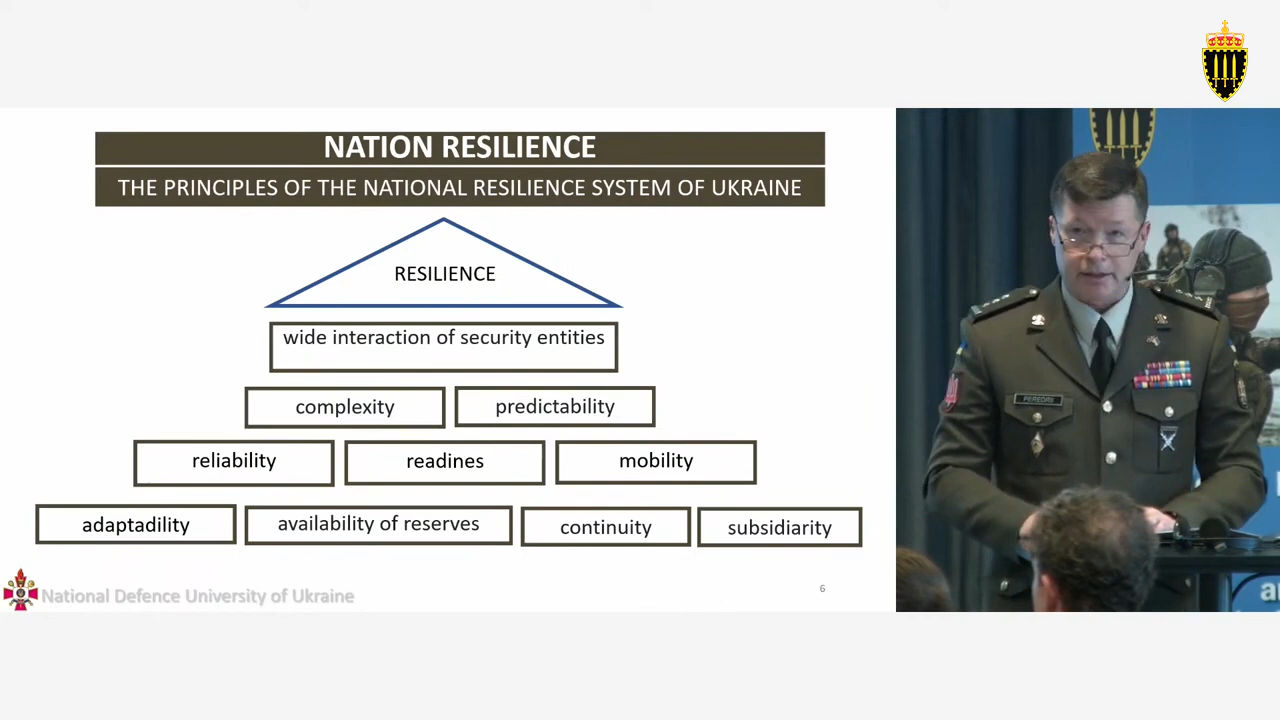 NATION RESILIENCE
THE PRINCIPLES OF THE NATIONAL RESILIENCE SYSTEM OF UKRAINE
RESILIENCE
wide interaction of security entities
complexity
predictability
reliability
readines
mobility
adaptadility
availability of reserves
continuity
subsidiarity
National Defence University of Ukraine
6
PEREDRII
a